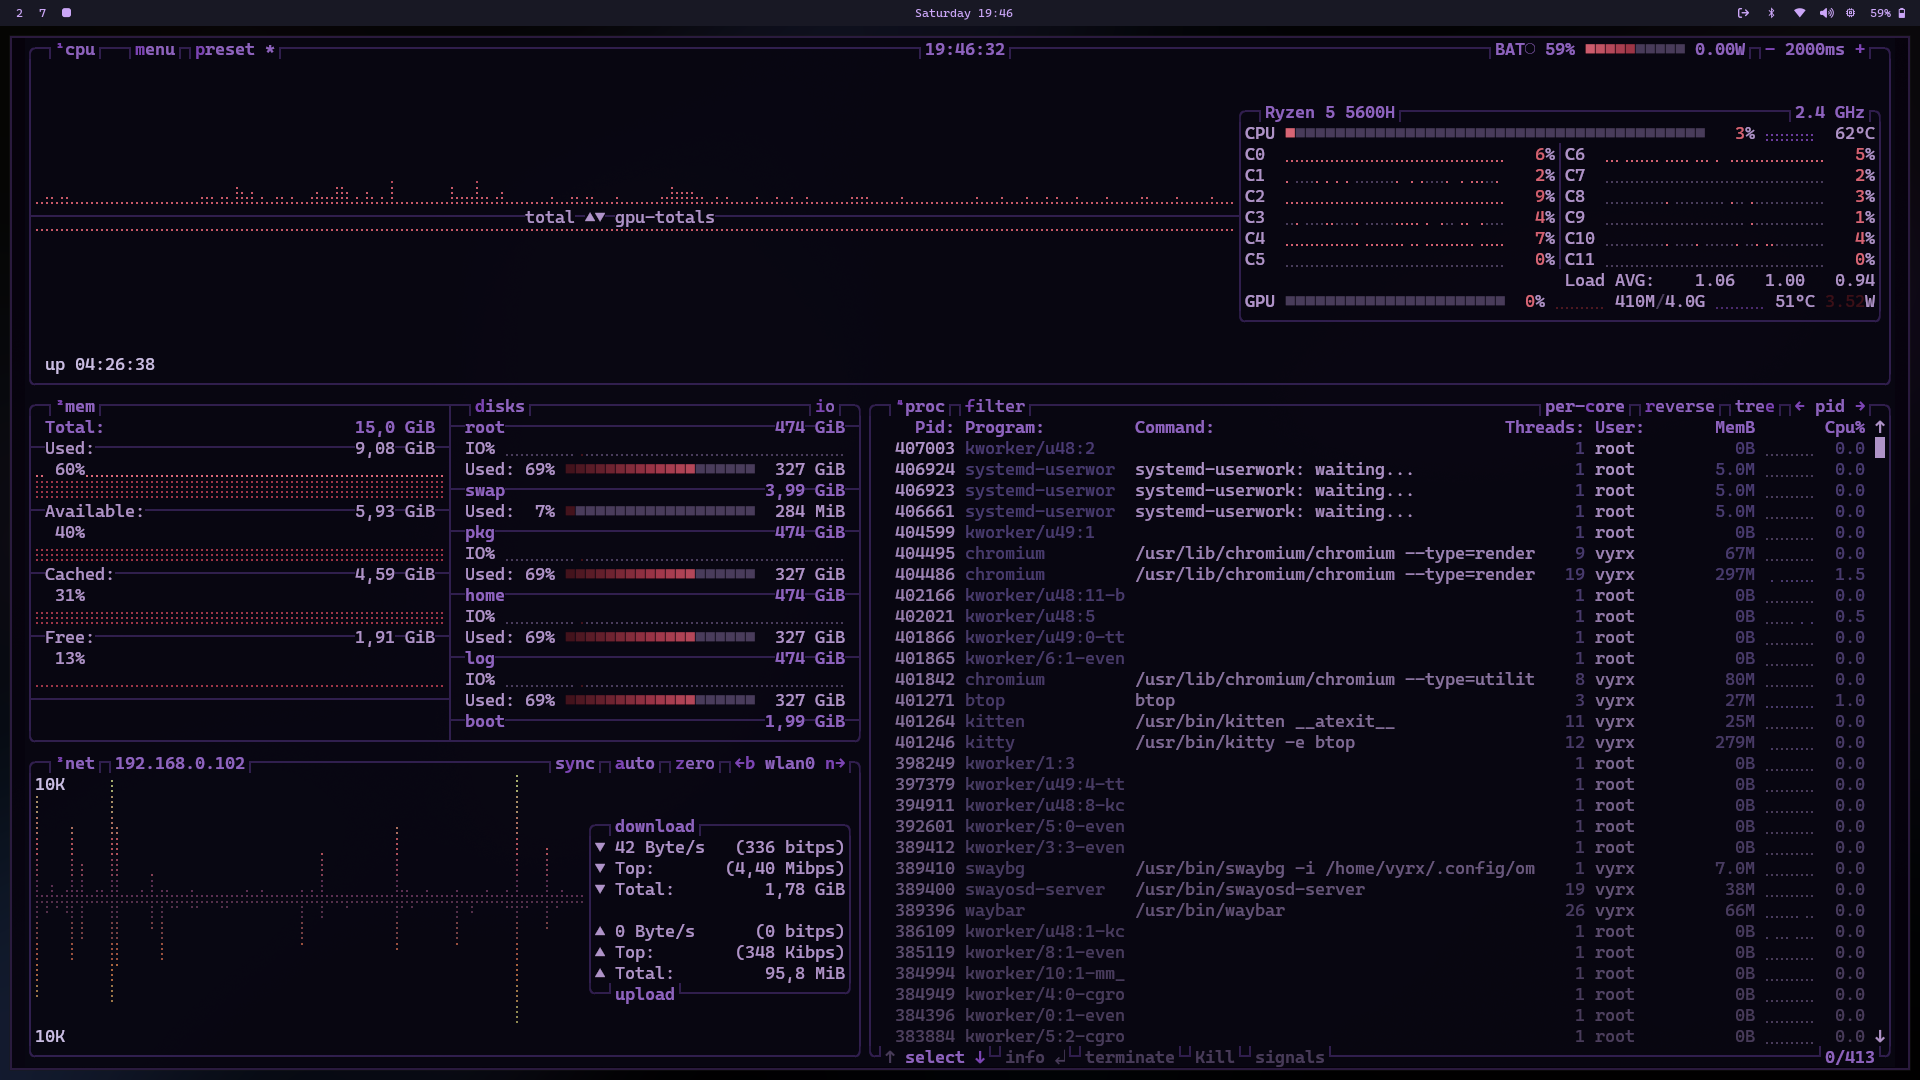 2 7 Saturday 19:46 59%
cpu menu preset * 19:46:32 BAT 59% 0.00W - 2000ms +
Ryzen 5 5600H 2.4 GHz
CPU 3% 62°C
C0 6% C6 5%
C1 2% C7 2%
C2 9% C8 3%
C3 4% C9 1%
C4 7% C10 4%
C5 0% C11 0%
Load AVG: 1.06 1.00 0.94
GPU 0% 410M/4.0G 51°C 3.52W
total ▲▼ gpu-totals
up 04:26:38
mem
Total: 15,0 GiB
Used: 9,08 GiB
60%
Available: 5,93 GiB
40%
Cached: 4,59 GiB
31%
Free: 1,91 GiB
13%
disks io
root 474 GiB
IO%
Used: 69% 327 GiB
swap 3,99 GiB
Used: 7% 284 MiB
pkg 474 GiB
IO%
Used: 69% 327 GiB
home 474 GiB
IO%
Used: 69% 327 GiB
log 474 GiB
IO%
Used: 69% 327 GiB
boot 1,99 GiB
net 192.168.0.102 sync auto zero ←b wlan0 n→
10K
download
▼ 42 Byte/s (336 bitps)
▼ Top: (4,40 Mibps)
▼ Total: 1,78 GiB
▲ 0 Byte/s (0 bitps)
▲ Top: (348 Kibps)
▲ Total: 95,8 MiB
upload
10K
proc filter per-core reverse tree ← pid →
Pid: Program: Command: Threads: User: MemB Cpu% ↑
407003 kworker/u48:2 1 root 0B 0.0
406924 systemd-userwor systemd-userwork: waiting... 1 root 5.0M 0.0
406923 systemd-userwor systemd-userwork: waiting... 1 root 5.0M 0.0
406661 systemd-userwor systemd-userwork: waiting... 1 root 5.0M 0.0
404599 kworker/u49:1 1 root 0B 0.0
404495 chromium /usr/lib/chromium/chromium --type=render 9 vyrx 67M 0.0
404486 chromium /usr/lib/chromium/chromium --type=render 19 vyrx 297M 1.5
402166 kworker/u48:11-b 1 root 0B 0.0
402021 kworker/u48:5 1 root 0B 0.5
401866 kworker/u49:0-tt 1 root 0B 0.0
401865 kworker/6:1-even 1 root 0B 0.0
401842 chromium /usr/lib/chromium/chromium --type=utilit 8 vyrx 80M 0.0
401271 btop btop 3 vyrx 27M 1.0
401264 kitten /usr/bin/kitten __atexit__ 11 vyrx 25M 0.0
401246 kitty /usr/bin/kitty -e btop 12 vyrx 279M 0.0
398249 kworker/1:3 1 root 0B 0.0
397379 kworker/u49:4-tt 1 root 0B 0.0
394911 kworker/u48:8-kc 1 root 0B 0.0
392601 kworker/5:0-even 1 root 0B 0.0
389412 kworker/3:3-even 1 root 0B 0.0
389410 swaybg /usr/bin/swaybg -i /home/vyrx/.config/om 1 vyrx 7.0M 0.0
389400 swayosd-server /usr/bin/swayosd-server 19 vyrx 38M 0.0
389396 waybar /usr/bin/waybar 26 vyrx 66M 0.0
386109 kworker/u48:1-kc 1 root 0B 0.0
385119 kworker/8:1-even 1 root 0B 0.0
384994 kworker/10:1-mm_ 1 root 0B 0.0
384949 kworker/4:0-cgro 1 root 0B 0.0
384396 kworker/0:1-even 1 root 0B 0.0
383884 kworker/5:2-cgro 1 root 0B 0.0 ↓
↑ select ↓ info ↲ terminate Kill signals 0/413